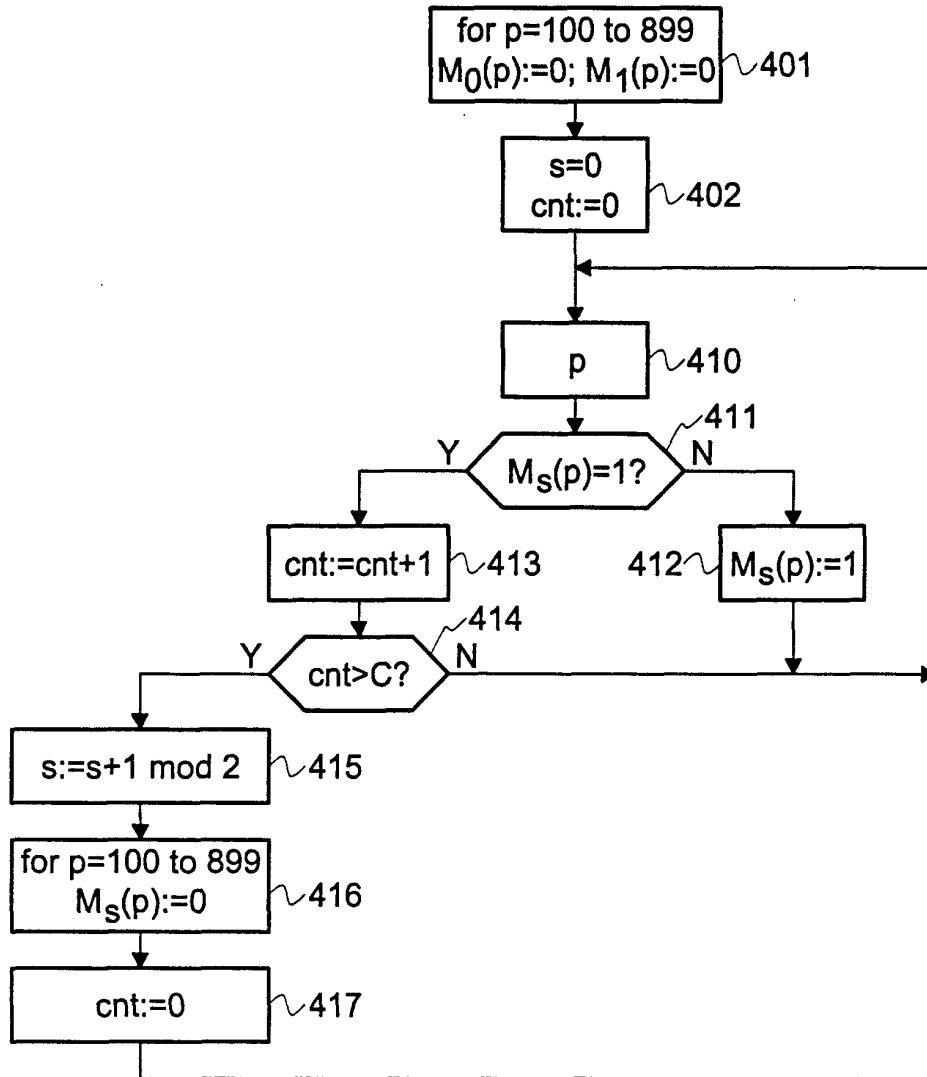 for p=100 to 899
M0(p):=0; M1(p):=0
401
s=0
cnt:=0
402
p
410
411
Y
Ms(p)=1?
N
cnt:=cnt+1
413
412
Ms(p):=1
414
Y
cnt>C?
N
s:=s+1 mod 2
415
for p=100 to 899
Ms(p):=0
416
cnt:=0
417